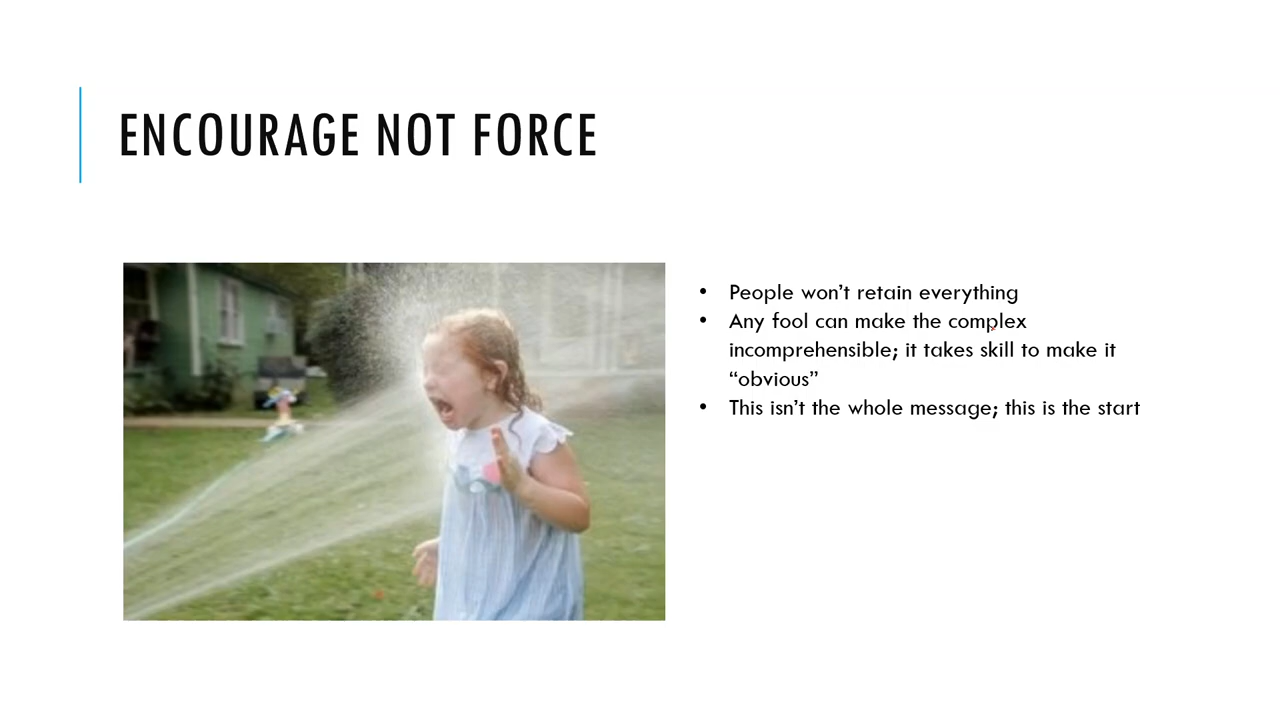 ENCOURAGE NOT FORCE
• People won’t retain everything
• Any fool can make the complex
incomprehensible; it takes skill to make it
“obvious”
• This isn’t the whole message; this is the start